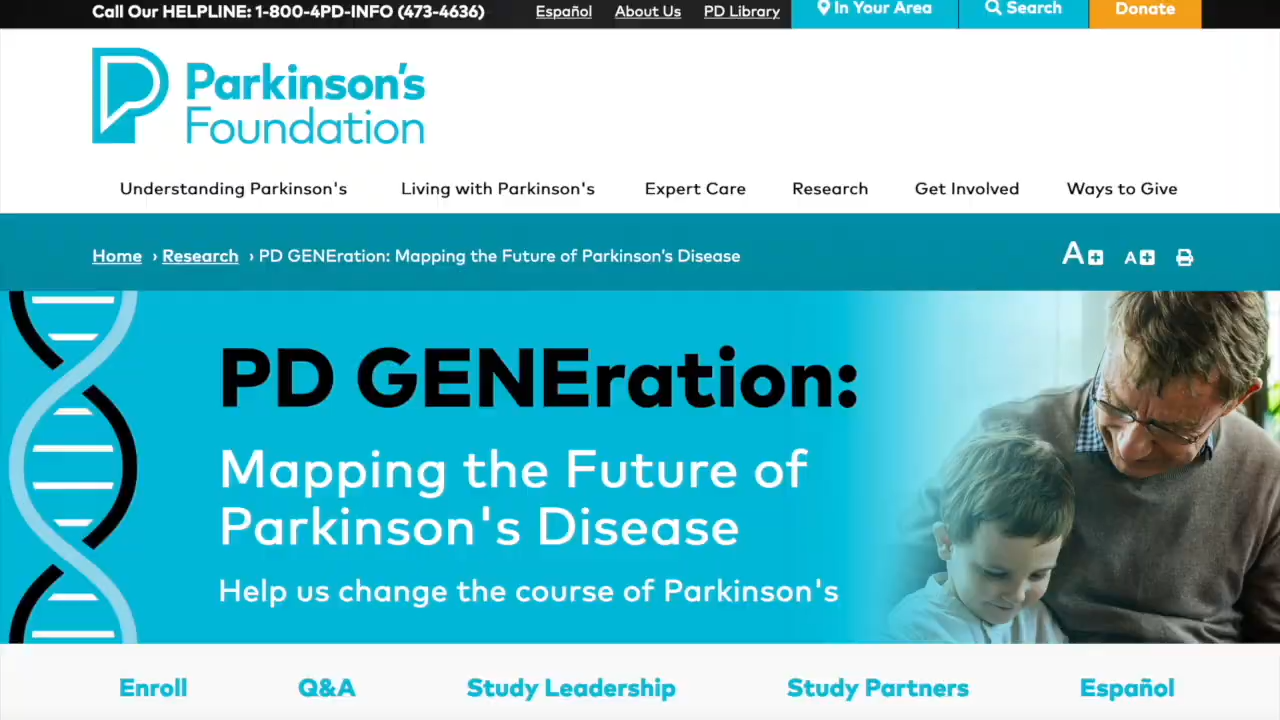 Call Our HELPLINE: 1-800-4PD-INFO (473-4636) Español About Us PD Library In Your Area Search Donate
Parkinson's
Foundation
Understanding Parkinson's Living with Parkinson's Expert Care Research Get Involved Ways to Give
Home › Research › PD GENEration: Mapping the Future of Parkinson's Disease A A
PD GENEration:
Mapping the Future of
Parkinson's Disease
Help us change the course of Parkinson's
Enroll Q&A Study Leadership Study Partners Español